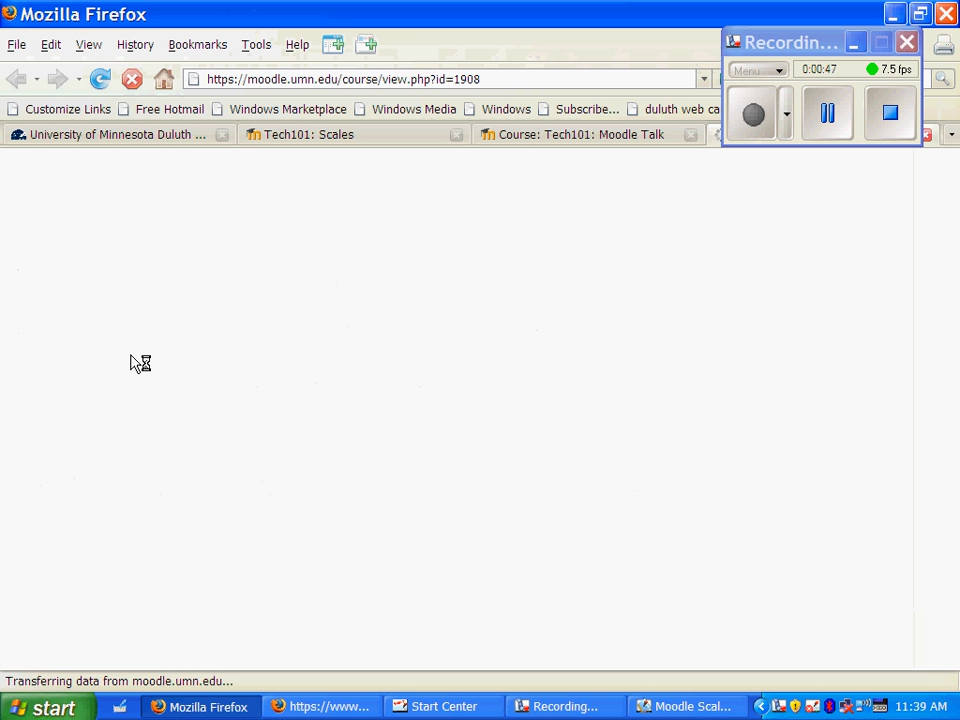 Mozilla Firefox
File Edit View History Bookmarks Tools Help
Recordin...
Menu 0:00:47 7.5 fps
https://moodle.umn.edu/course/view.php?id=1908
Customize Links Free Hotmail Windows Marketplace Windows Media Windows Subscribe... duluth web ca
University of Minnesota Duluth ... Tech101: Scales Course: Tech101: Moodle Talk
Transferring data from moodle.umn.edu...
start Mozilla Firefox https://www... Start Center Recording... Moodle Scal... 11:39 AM